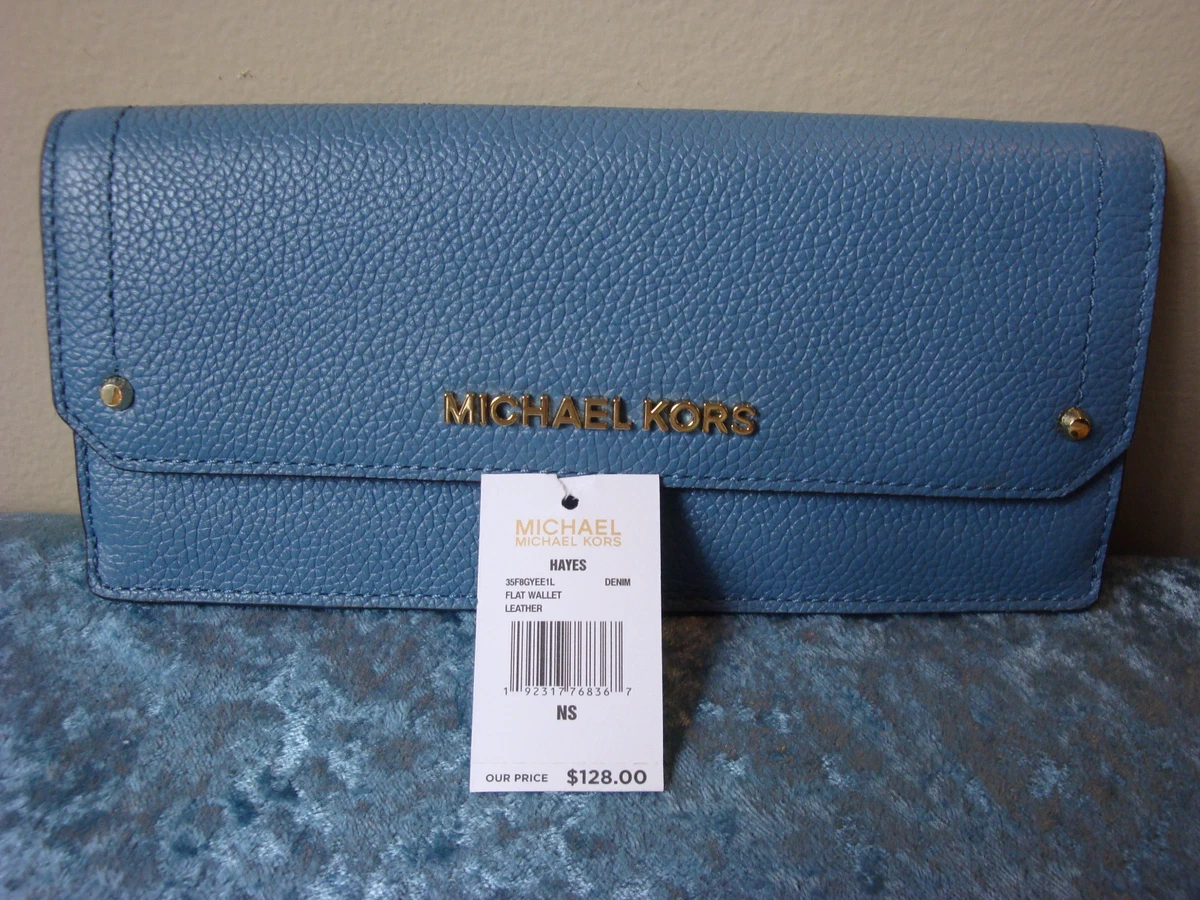 MICHAEL KORS
MICHAEL
MICHAEL KORS
HAYES
35F8GYEE1L DENIM
FLAT WALLET
LEATHER
1 92317 76836 7
NS
OUR PRICE $128.00